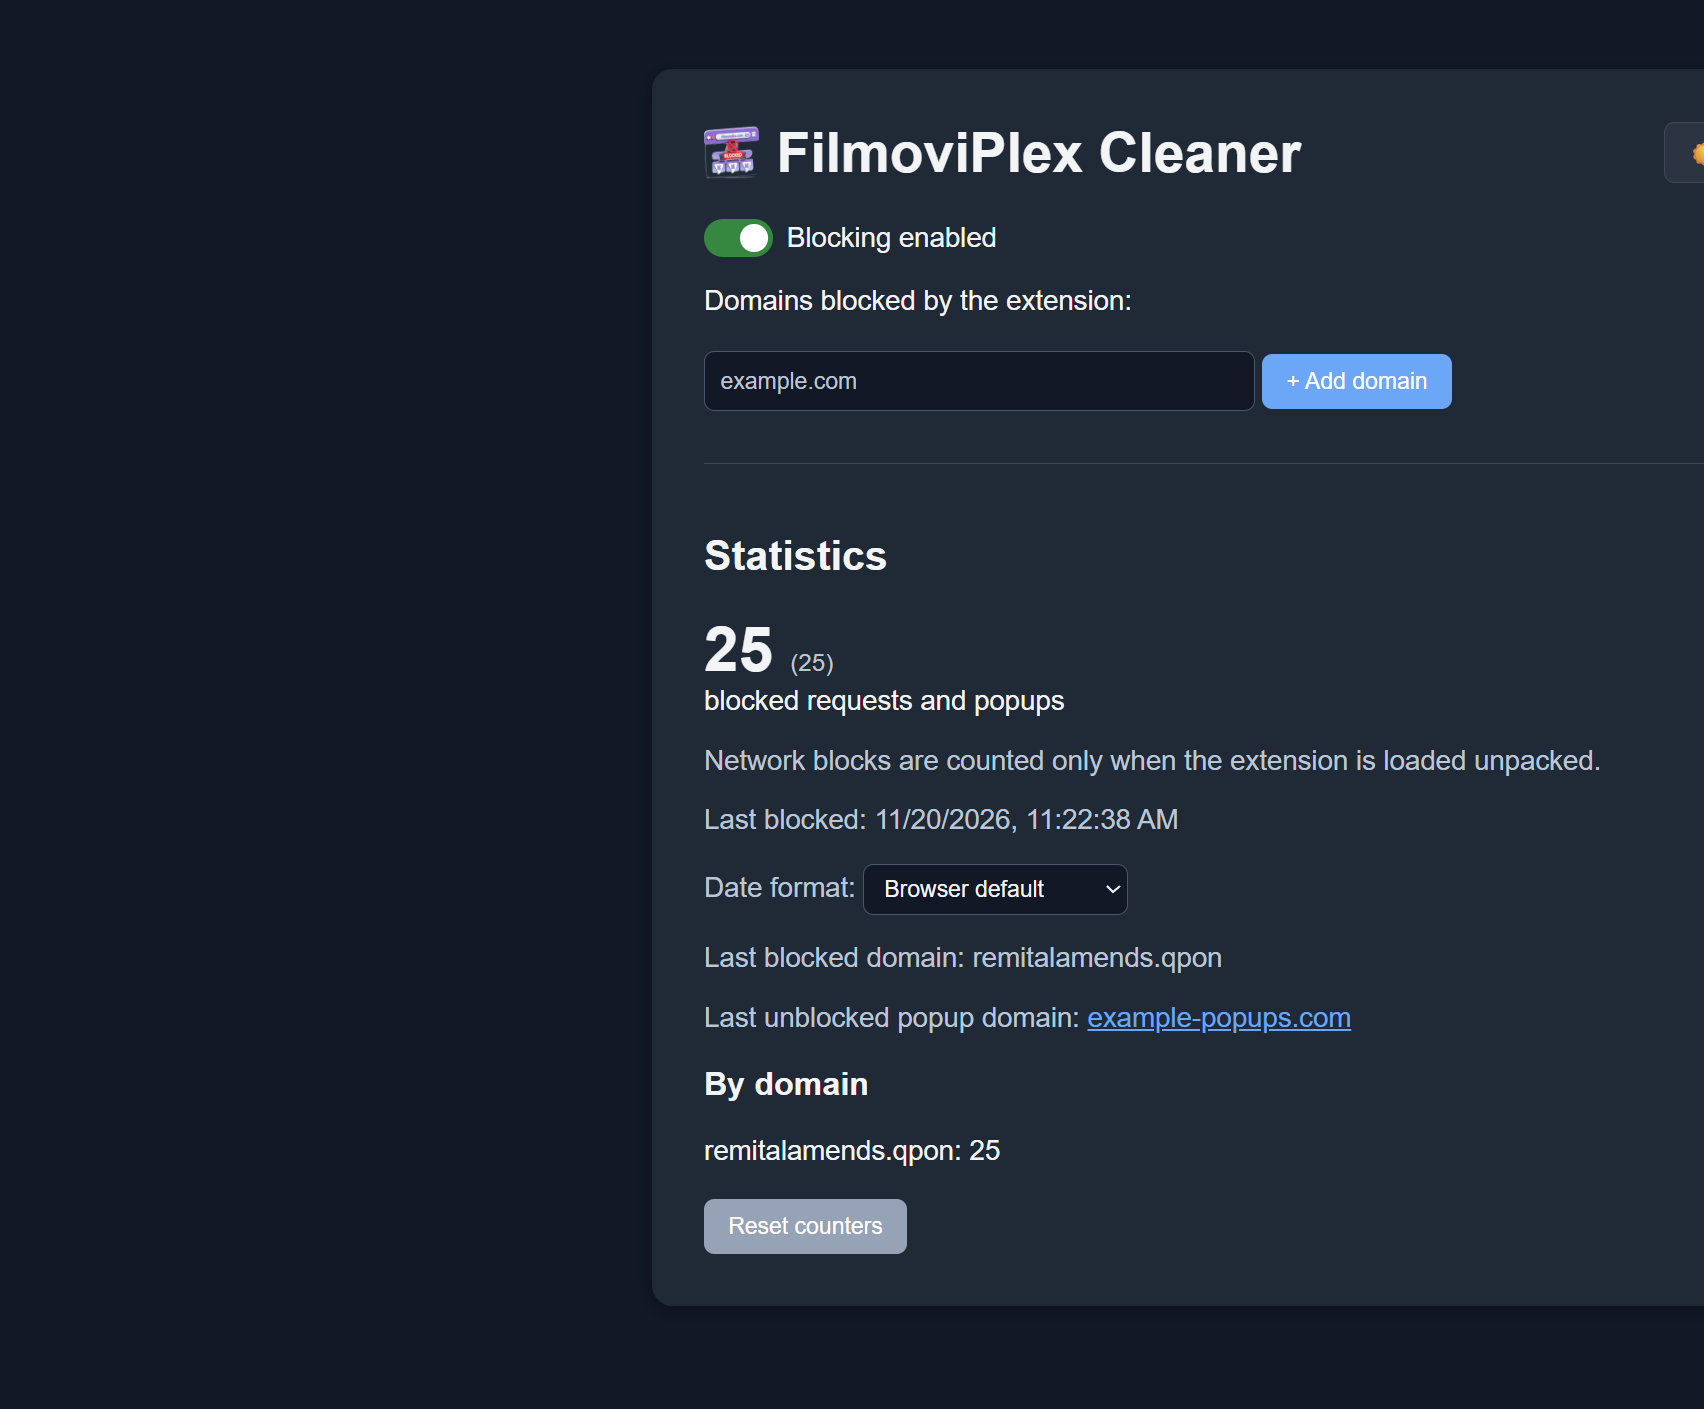 FilmoviPlex Cleaner
Blocking enabled
Domains blocked by the extension:
example.com
+ Add domain
Statistics
25 (25)
blocked requests and popups
Network blocks are counted only when the extension is loaded unpacked.
Last blocked: 11/20/2026, 11:22:38 AM
Date format: Browser default
Last blocked domain: remitalamends.qpon
Last unblocked popup domain: example-popups.com
By domain
remitalamends.qpon: 25
Reset counters